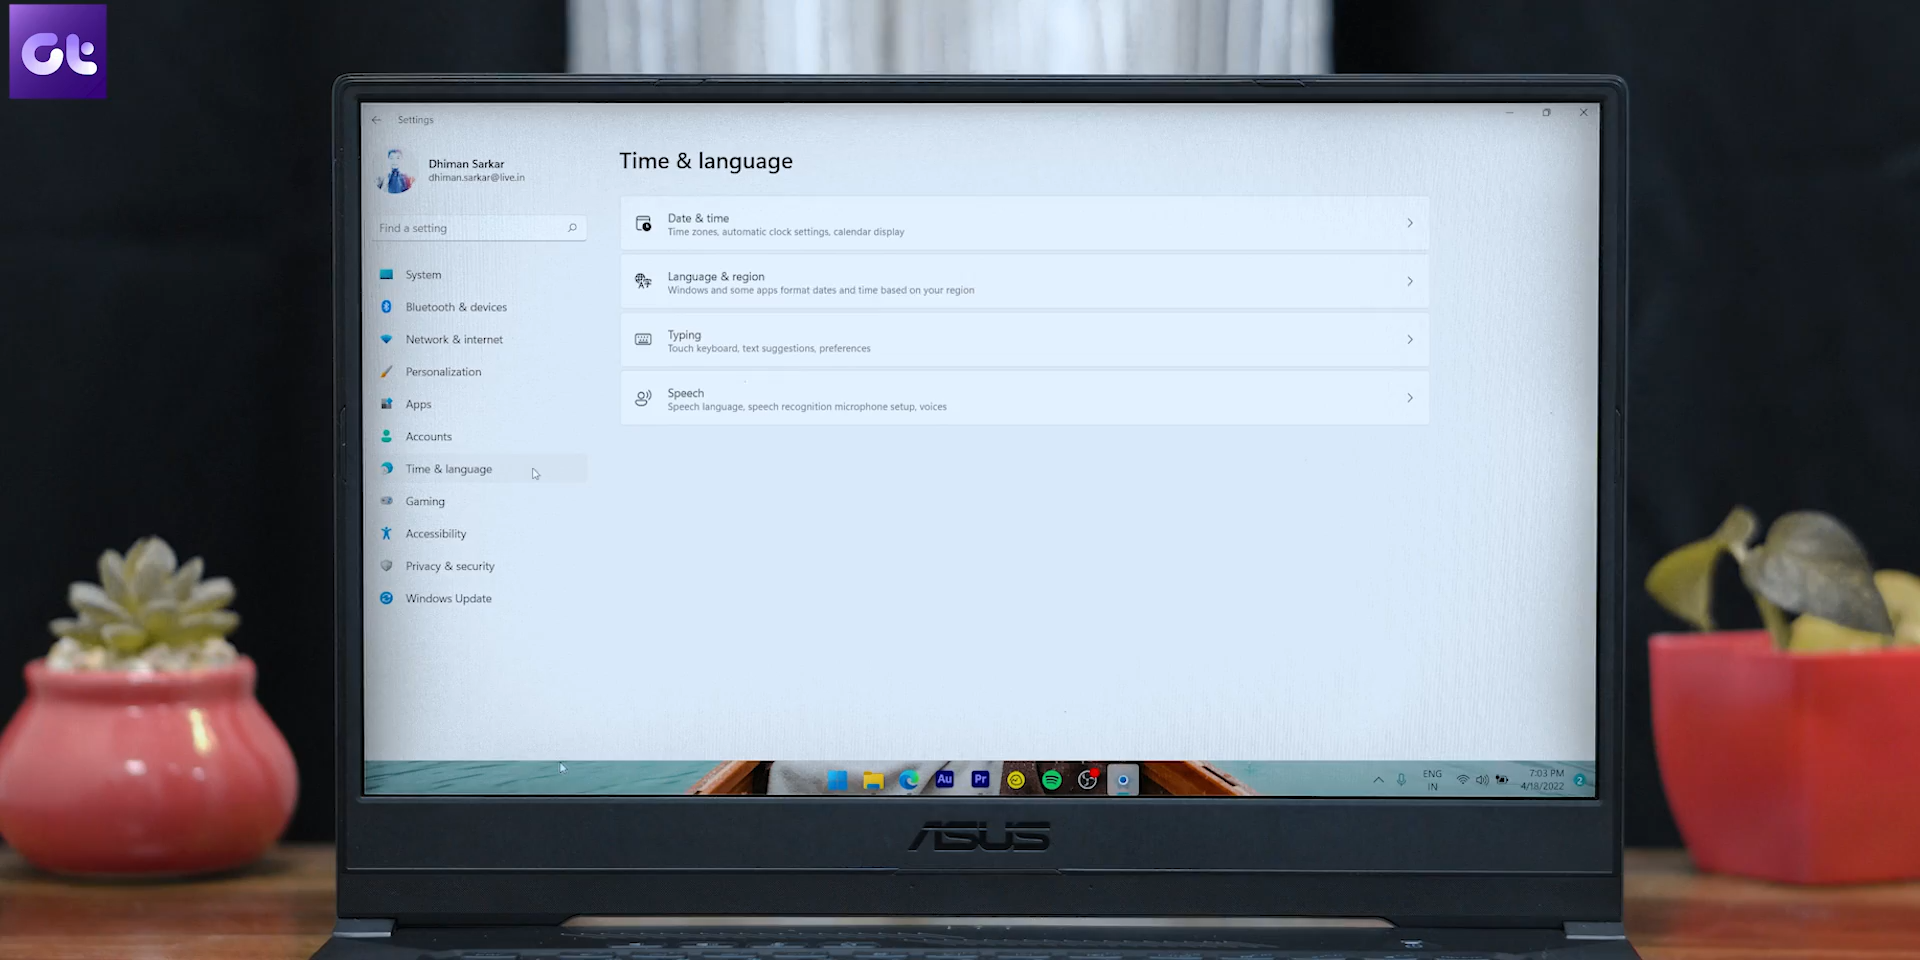 Gt
Settings
Dhiman Sarkar
dhiman.sarkar@live.in
Find a setting
System
Bluetooth & devices
Network & internet
Personalization
Apps
Accounts
Time & language
Gaming
Accessibility
Privacy & security
Windows Update
Time & language
Date & time
Time zones, automatic clock settings, calendar display
Language & region
Windows and some apps format dates and time based on your region
Typing
Touch keyboard, text suggestions, preferences
Speech
Speech language, speech recognition microphone setup, voices
Au
Pr
ENG
IN
7:03 PM
4/18/2022
2
ASUS